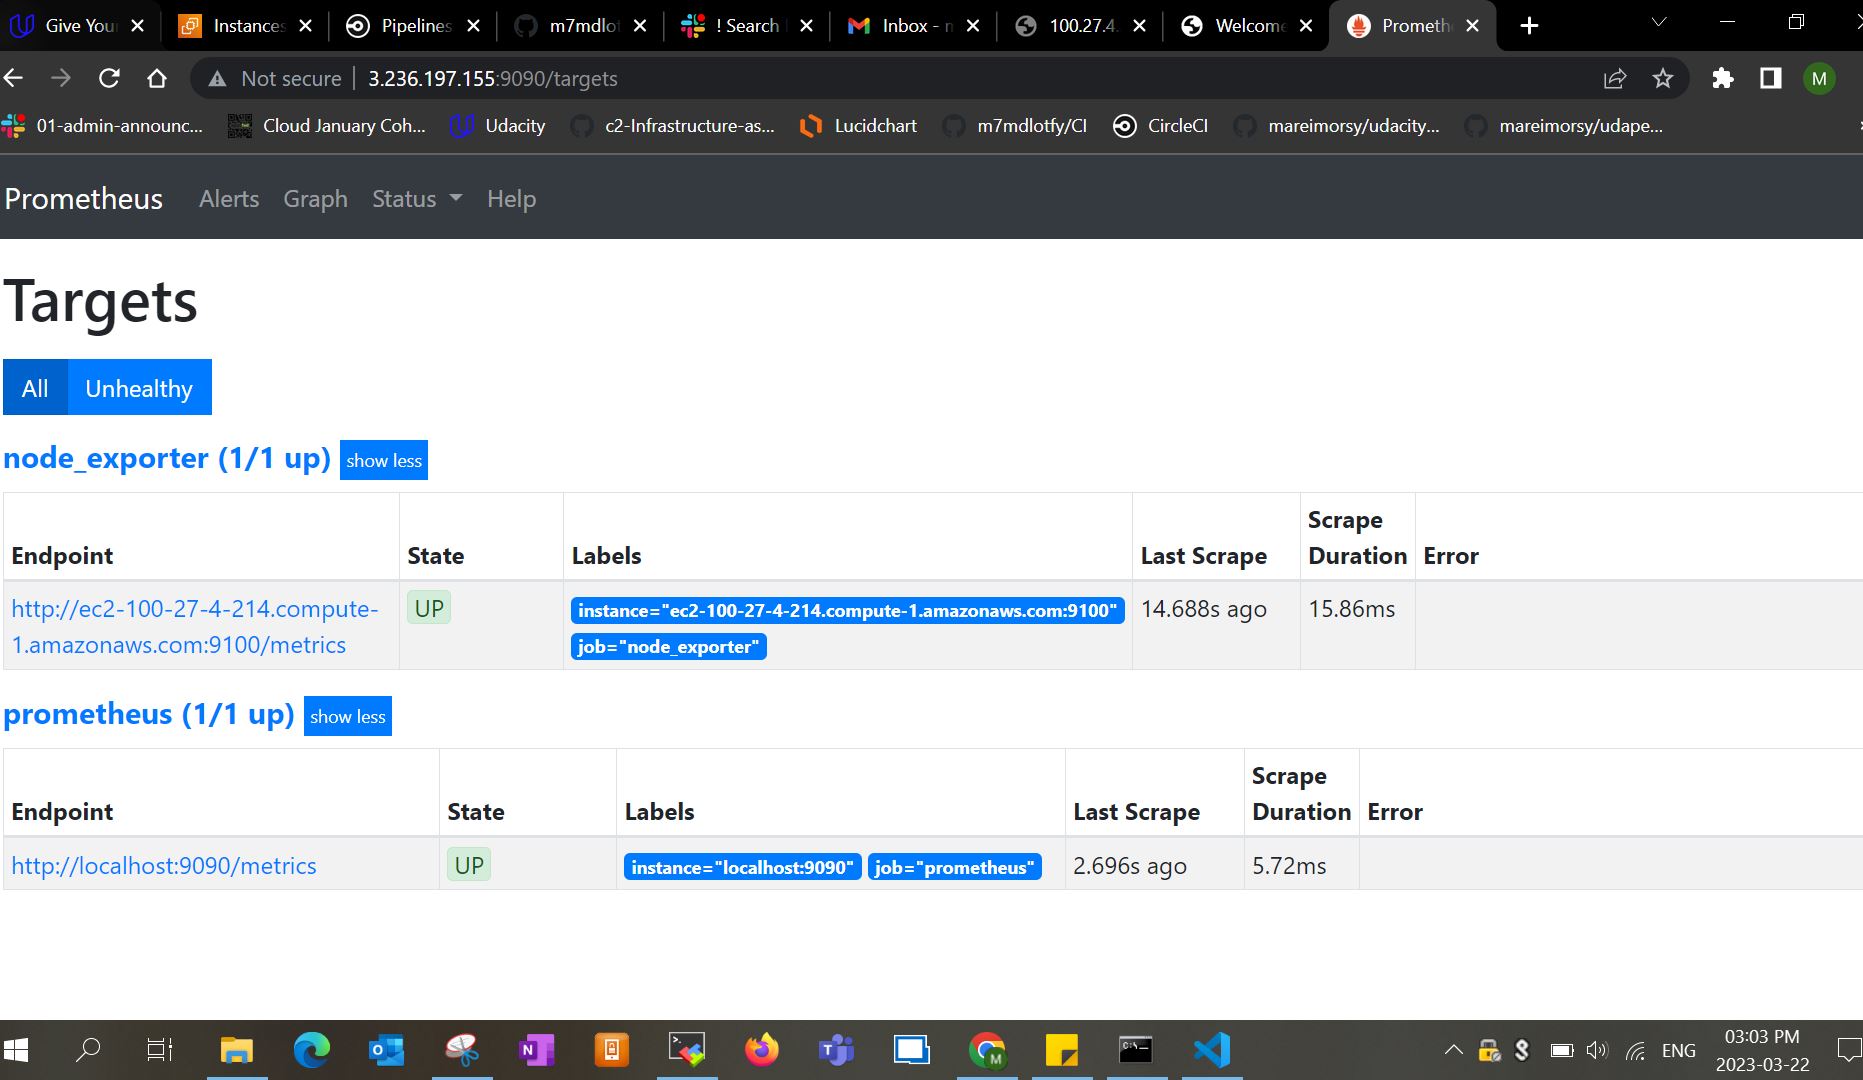 Give Your
Instances
Pipelines
m7mdlot
! Search
Inbox - m
100.27.4.
Welcome
Prometh
Not secure
3.236.197.155:9090/targets
M
01-admin-announc...
Cloud January Coh...
Udacity
c2-Infrastructure-as...
Lucidchart
m7mdlotfy/CI
CircleCI
mareimorsy/udacity...
mareimorsy/udape...
Prometheus Alerts Graph Status Help
Targets
All Unhealthy
node_exporter (1/1 up) show less
Endpoint State Labels Last Scrape Scrape Duration Error
http://ec2-100-27-4-214.compute-
1.amazonaws.com:9100/metrics
UP
instance="ec2-100-27-4-214.compute-1.amazonaws.com:9100"
job="node_exporter"
14.688s ago
15.86ms
prometheus (1/1 up) show less
Endpoint State Labels Last Scrape Scrape Duration Error
http://localhost:9090/metrics UP instance="localhost:9090" job="prometheus" 2.696s ago 5.72ms
ENG
03:03 PM
2023-03-22